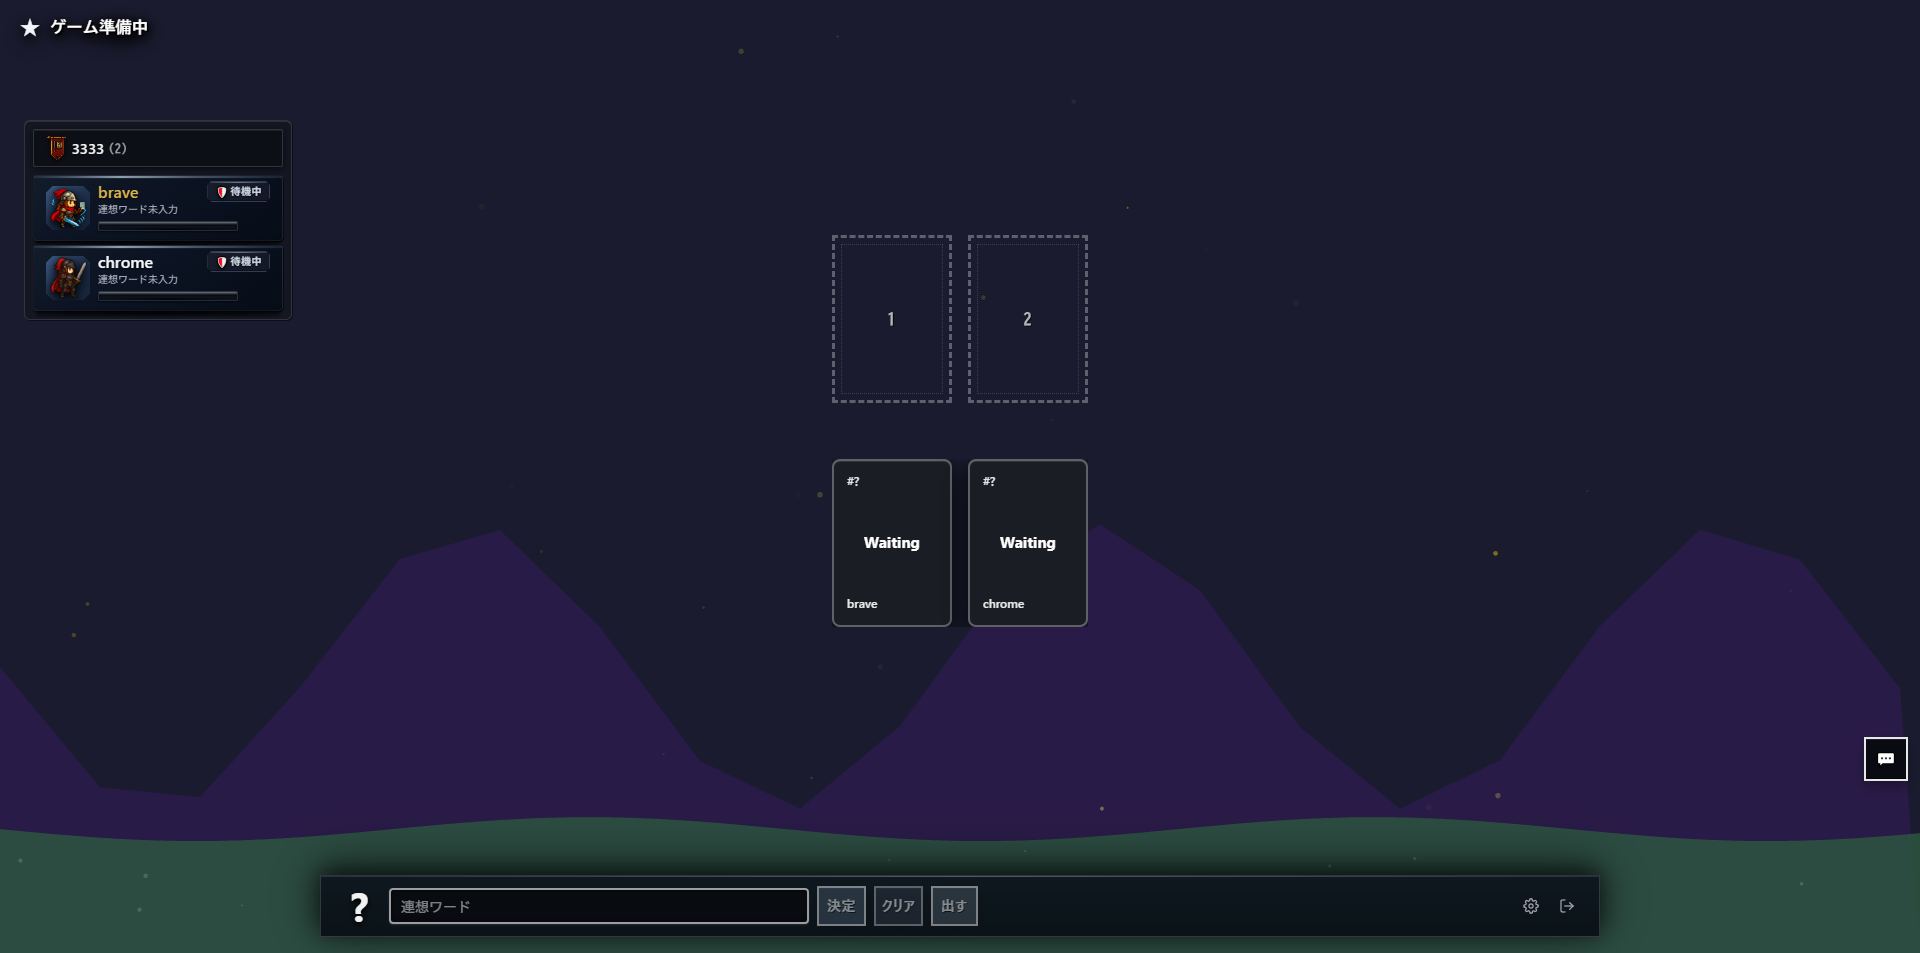 ★ ゲーム準備中
3333 (2)
brave
待機中
連想ワード未入力
chrome
待機中
連想ワード未入力
1
2
#?
Waiting
brave
#?
Waiting
chrome
?
連想ワード
決定
クリア
出す